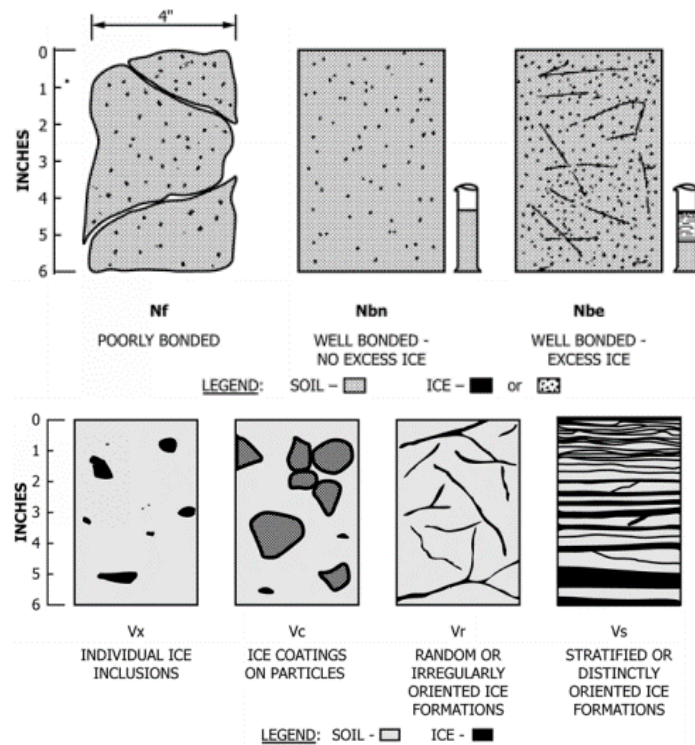 4"
0
1
2
3
4
5
6
INCHES
Nf
Nbn
Nbe
POORLY BONDED
WELL BONDED -
NO EXCESS ICE
WELL BONDED -
EXCESS ICE
LEGEND: SOIL – ICE – or
0
1
2
3
4
5
6
INCHES
Vx
Vc
Vr
Vs
INDIVIDUAL ICE
INCLUSIONS
ICE COATINGS
ON PARTICLES
RANDOM OR
IRREGULARLY
ORIENTED ICE
FORMATIONS
STRATIFIED OR
DISTINCTLY
ORIENTED ICE
FORMATIONS
LEGEND: SOIL - ICE -